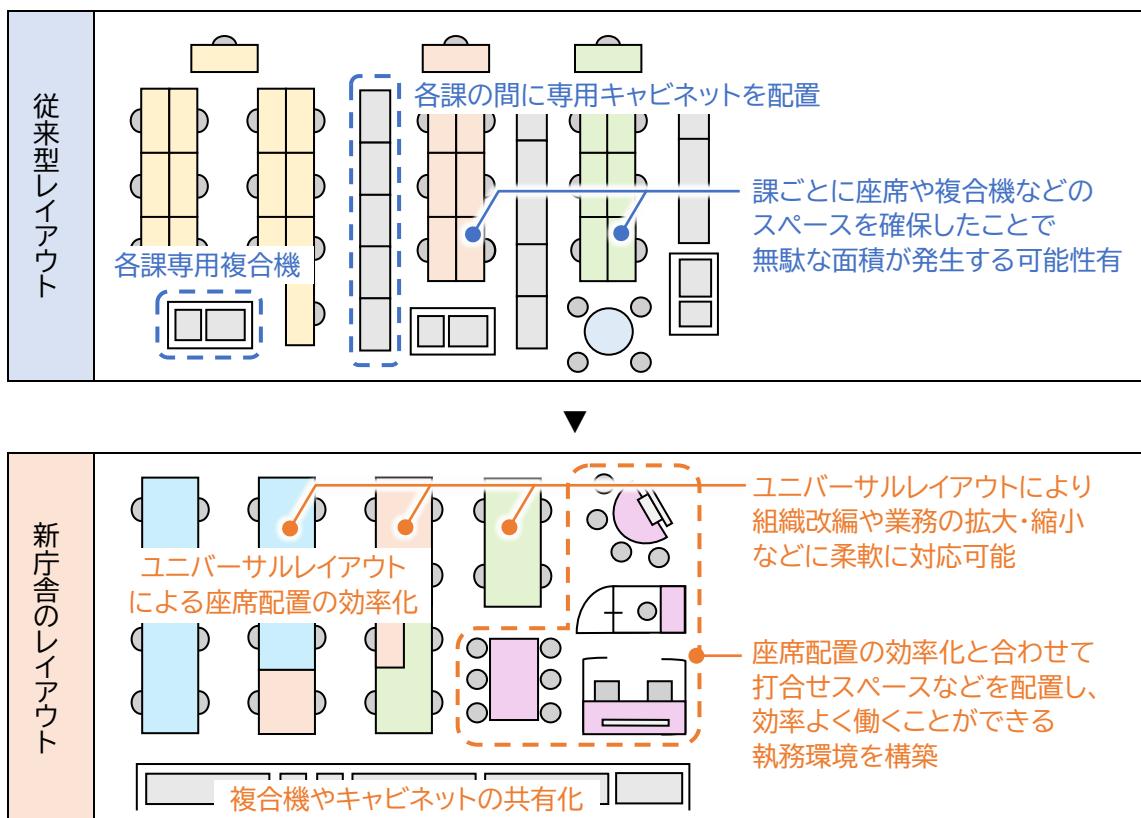 従来型レイアウト
各課の間に専用キャビネットを配置
課ごとに座席や複合機などの
スペースを確保したことで
無駄な面積が発生する可能性有
各課専用複合機
▼
新庁舎のレイアウト
ユニバーサルレイアウトにより
組織改編や業務の拡大・縮小
などに柔軟に対応可能
ユニバーサルレイアウト
による座席配置の効率化
座席配置の効率化と合わせて
打合せスペースなどを配置し、
効率よく働くことができる
執務環境を構築
複合機やキャビネットの共有化